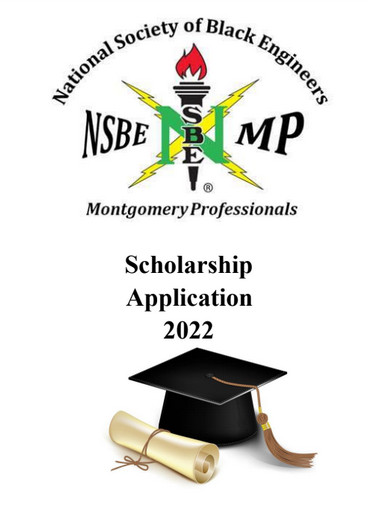 National Society of Black Engineers
NSBE NSBE MP
®
Montgomery Professionals
Scholarship
Application
2022